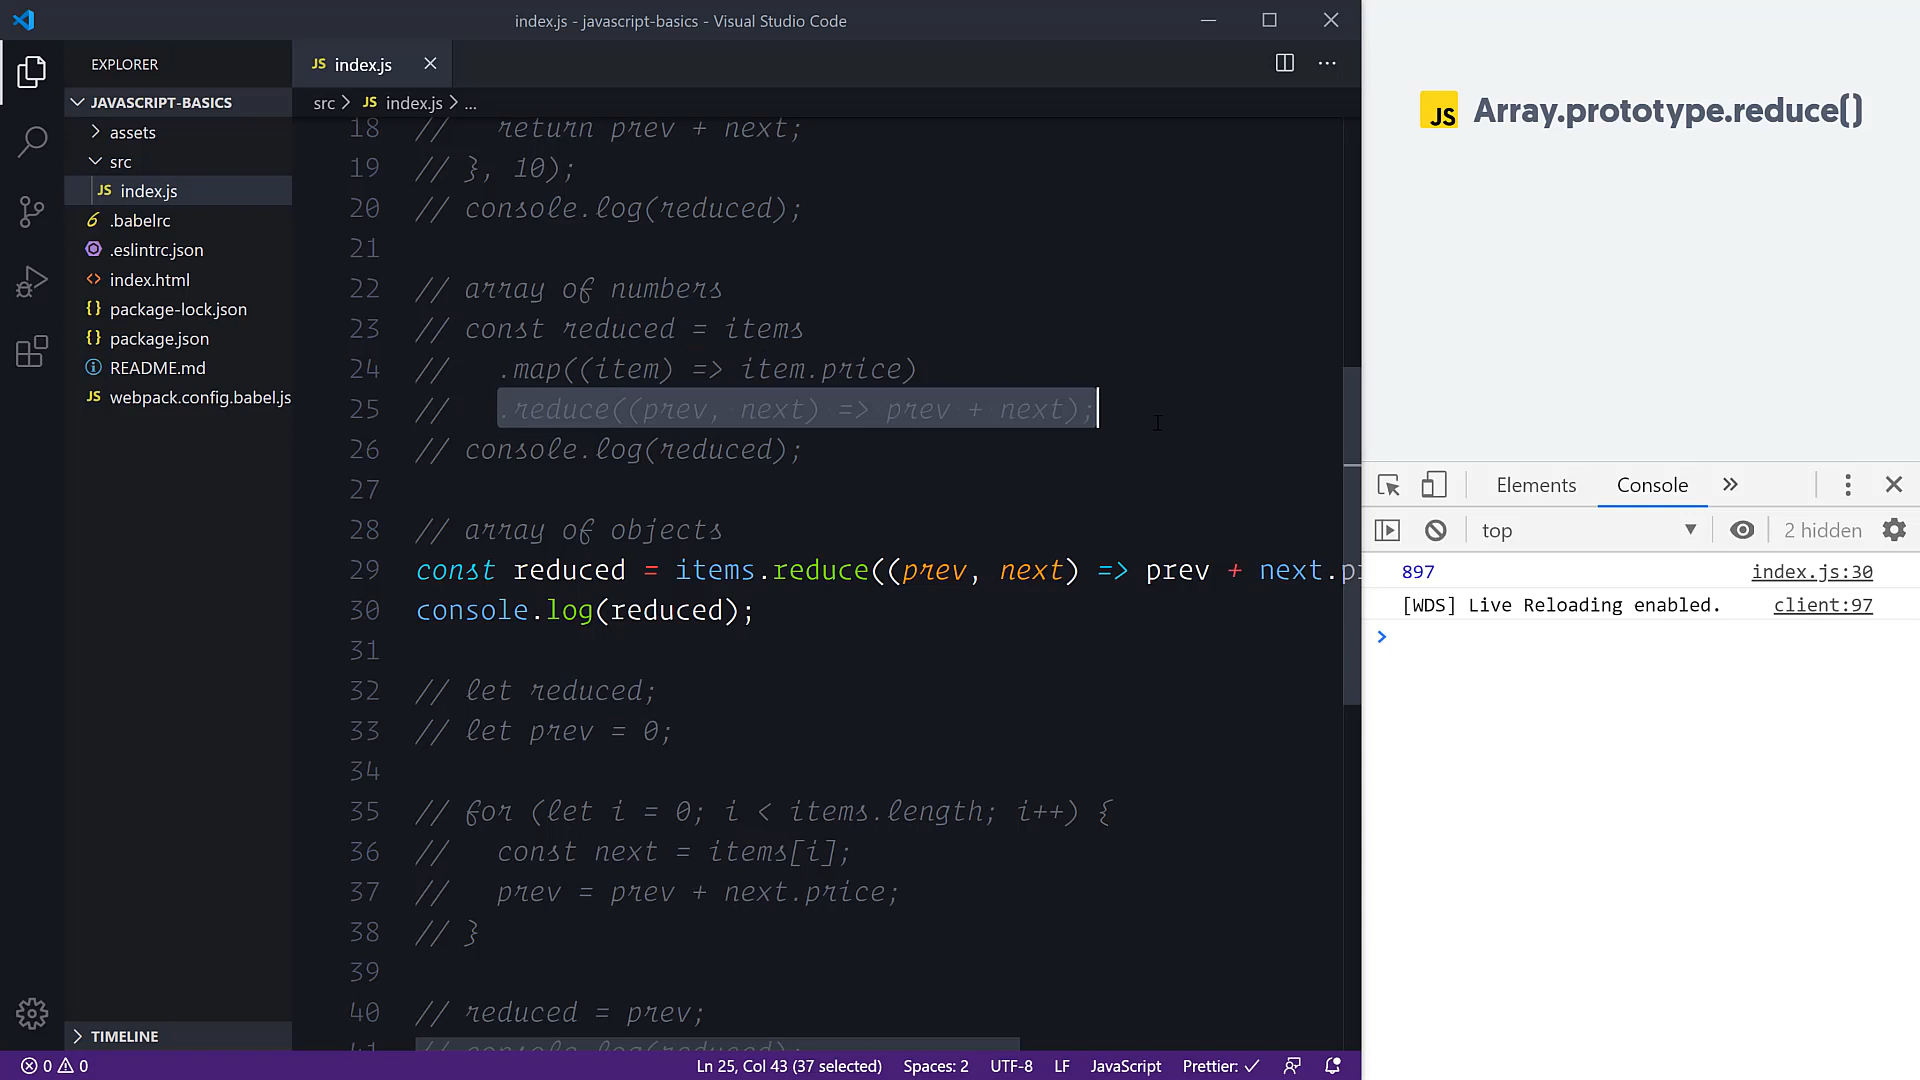 index.js - javascript-basics - Visual Studio Code
EXPLORER
JAVASCRIPT-BASICS
assets
src
JS index.js
.babelrc
.eslintrc.json
index.html
package-lock.json
package.json
README.md
JS webpack.config.babel.js
TIMELINE
JS index.js
src > JS index.js > ...
18 //   return prev + next;
19 // }, 10);
20 // console.log(reduced);
21
22 // array of numbers
23 // const reduced = items
24 //   .map((item) => item.price)
25 //   .reduce((prev, next) => prev + next);
26 // console.log(reduced);
27
28 // array of objects
29 const reduced = items.reduce((prev, next) => prev + next.p
30 console.log(reduced);
31
32 // let reduced;
33 // let prev = 0;
34
35 // for (let i = 0; i < items.length; i++) {
36 //   const next = items[i];
37 //   prev = prev + next.price;
38 // }
39
40 // reduced = prev;
41 // console.log(reduced);
0 0
Ln 25, Col 43 (37 selected) Spaces: 2 UTF-8 LF JavaScript Prettier: ✓
JS Array.prototype.reduce()
Elements Console
top 2 hidden
897 index.js:30
[WDS] Live Reloading enabled. client:97
>